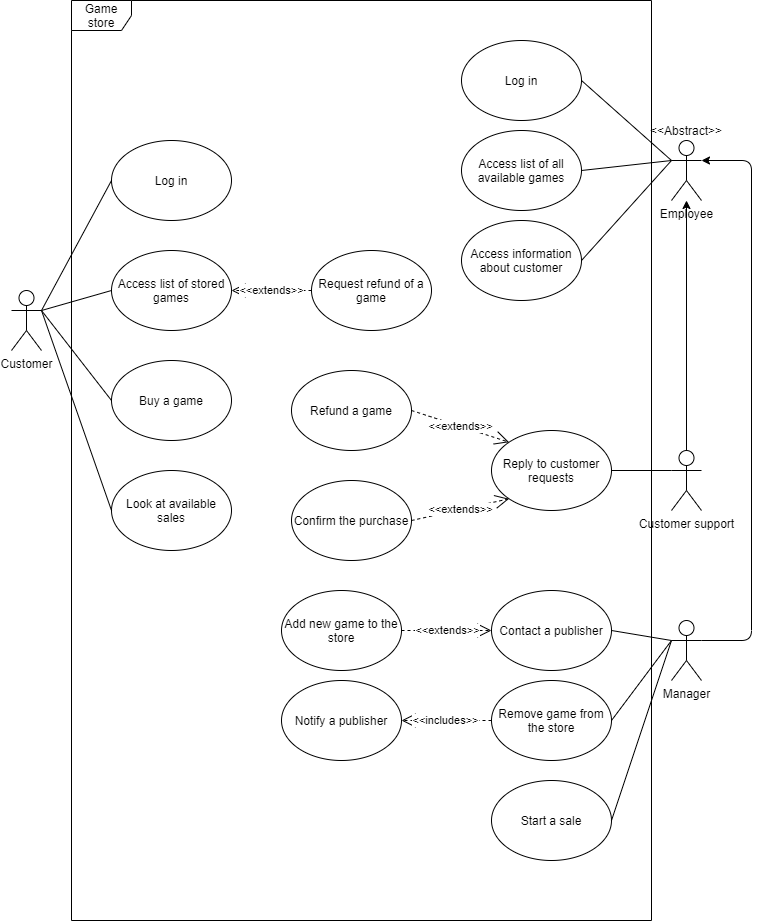 Game
store
Log in
<<Abstract>>
Employee
Access list of all
available games
Access information
about customer
Log in
Customer
Access list of stored
games
<<extends>>
Request refund of a
game
Buy a game
Look at available
sales
Refund a game
<<extends>>
Reply to customer
requests
Confirm the purchase
<<extends>>
Customer support
Add new game to the
store
<<extends>>
Contact a publisher
Manager
Notify a publisher
<<includes>>
Remove game from
the store
Start a sale